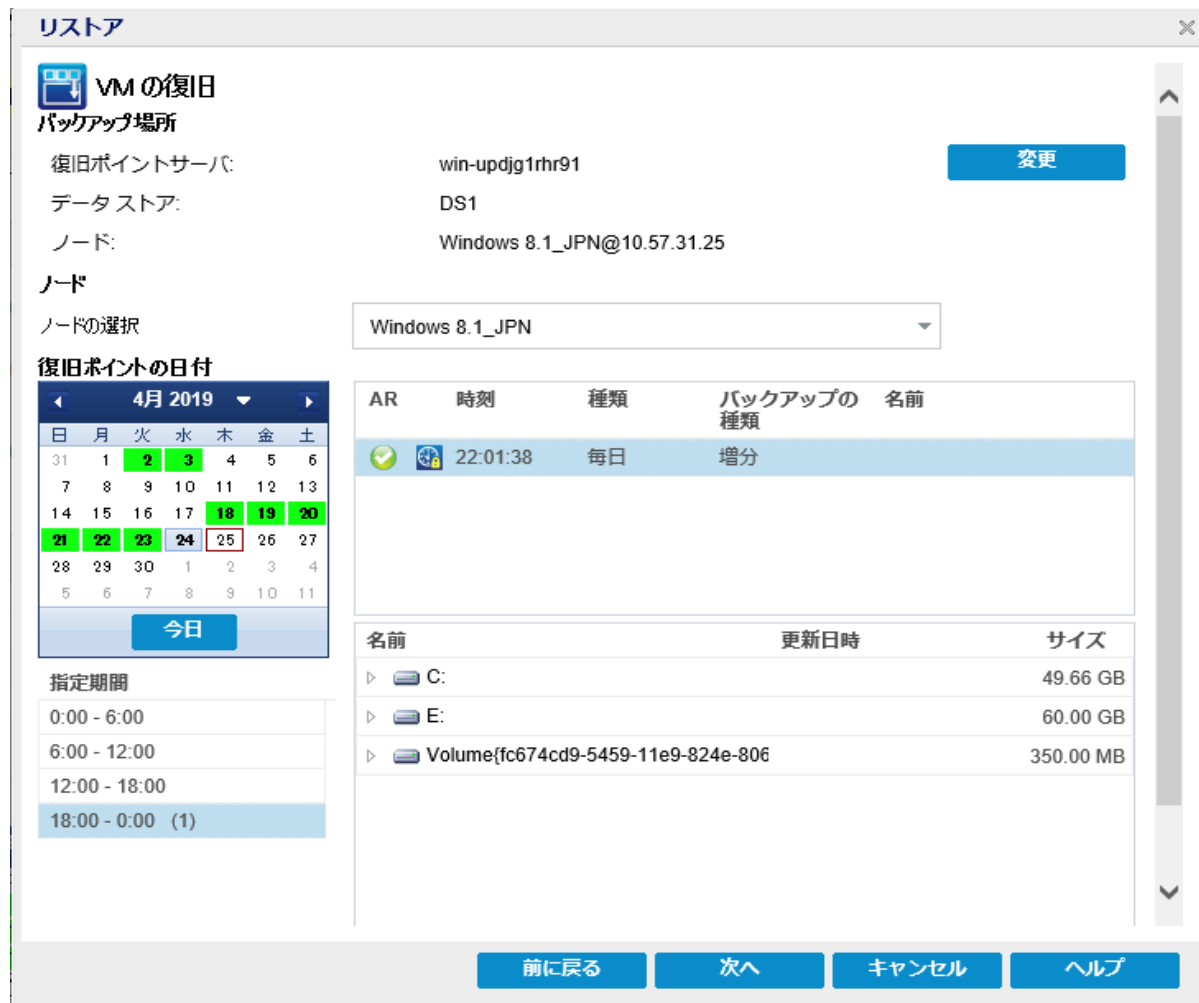 リストア
VM の復旧
バックアップ場所
復旧ポイントサーバ: win-updjg1rhr91 変更
データ ストア: DS1
ノード: Windows 8.1_JPN@10.57.31.25
ノード
ノードの選択 Windows 8.1_JPN
復旧ポイントの日付
4月 2019
日 月 火 水 木 金 土
31 1 2 3 4 5 6
7 8 9 10 11 12 13
14 15 16 17 18 19 20
21 22 23 24 25 26 27
28 29 30 1 2 3 4
5 6 7 8 9 10 11
今日
AR 時刻 種類 バックアップの種類 名前
22:01:38 毎日 増分
指定期間
0:00 - 6:00
6:00 - 12:00
12:00 - 18:00
18:00 - 0:00 (1)
名前 更新日時 サイズ
C: 49.66 GB
E: 60.00 GB
Volume{fc674cd9-5459-11e9-824e-806 350.00 MB
前に戻る 次へ キャンセル ヘルプ